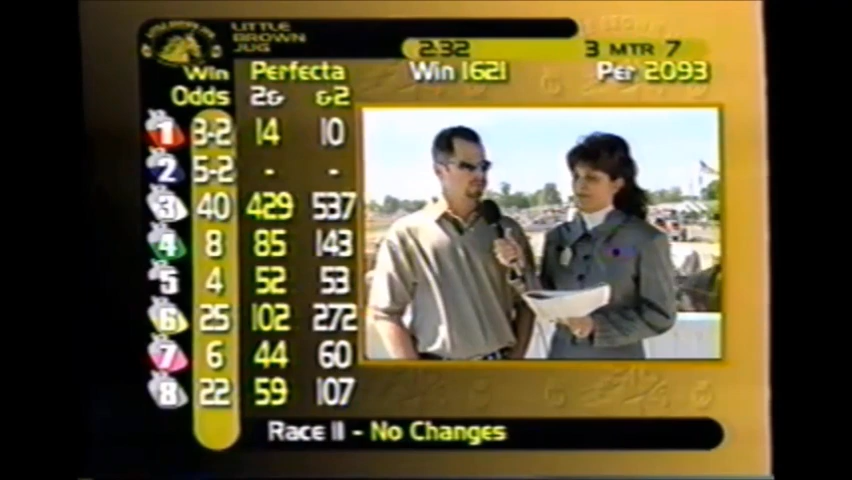 LITTLE
BROWN
JUG
2:32 3 MTR 7
Win Perfecta Win 1621 Per 2093
Odds 2& &2
1 3-2 14 10
2 5-2 - -
3 40 429 537
4 8 85 143
5 4 52 53
6 25 102 272
7 6 44 60
8 22 59 107
Race 11 - No Changes